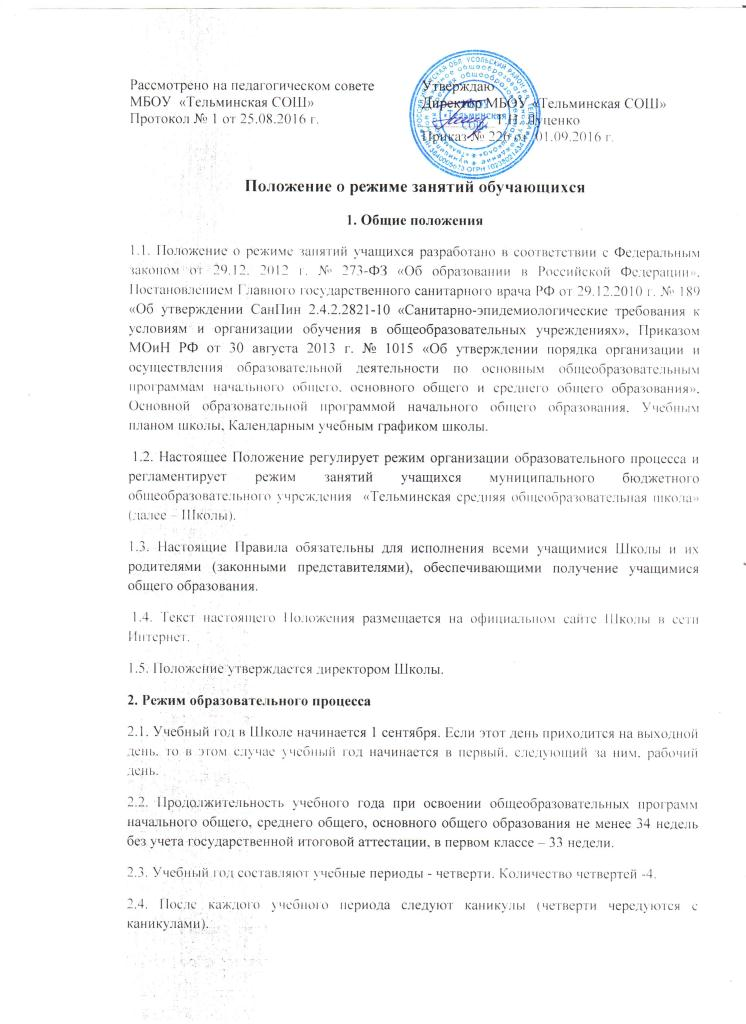 Рассмотрено на педагогическом совете
МБОУ «Тельминская СОШ»
Протокол № 1 от 25.08.2016 г.
Утверждаю
Директор МБОУ «Тельминская СОШ»
Г.Н. Луценко
Приказ № 226 от 01.09.2016 г.
Тельминская
СОШ
Положение о режиме занятий обучающихся
1. Общие положения
1.1. Положение о режиме занятий учащихся разработано в соответствии с Федеральным
законом от 29.12. 2012 г. № 273-ФЗ «Об образовании в Российской Федерации»,
Постановлением Главного государственного санитарного врача РФ от 29.12.2010 г. № 189
«Об утверждении СанПин 2.4.2.2821-10 «Санитарно-эпидемиологические требования к
условиям и организации обучения в общеобразовательных учреждениях», Приказом
МОиН РФ от 30 августа 2013 г. № 1015 «Об утверждении порядка организации и
осуществления образовательной деятельности по основным общеобразовательным
программам начального общего, основного общего и среднего общего образования»,
Основной образовательной программой начального общего образования, Учебным
планом школы, Календарным учебным графиком школы.
1.2. Настоящее Положение регулирует режим организации образовательного процесса и
регламентирует режим занятий учащихся муниципального бюджетного
общеобразовательного учреждения «Тельминская средняя общеобразовательная школа»
(далее – Школы).
1.3. Настоящие Правила обязательны для исполнения всеми учащимися Школы и их
родителями (законными представителями), обеспечивающими получение учащимися
общего образования.
1.4. Текст настоящего Положения размещается на официальном сайте Школы в сети
Интернет.
1.5. Положение утверждается директором Школы.
2. Режим образовательного процесса
2.1. Учебный год в Школе начинается 1 сентября. Если этот день приходится на выходной
день, то в этом случае учебный год начинается в первый, следующий за ним, рабочий
день.
2.2. Продолжительность учебного года при освоении общеобразовательных программ
начального общего, среднего общего, основного общего образования не менее 34 недель
без учета государственной итоговой аттестации, в первом классе – 33 недели.
2.3. Учебный год составляют учебные периоды - четверти. Количество четвертей -4.
2.4. После каждого учебного периода следуют каникулы (четверти чередуются с
каникулами).